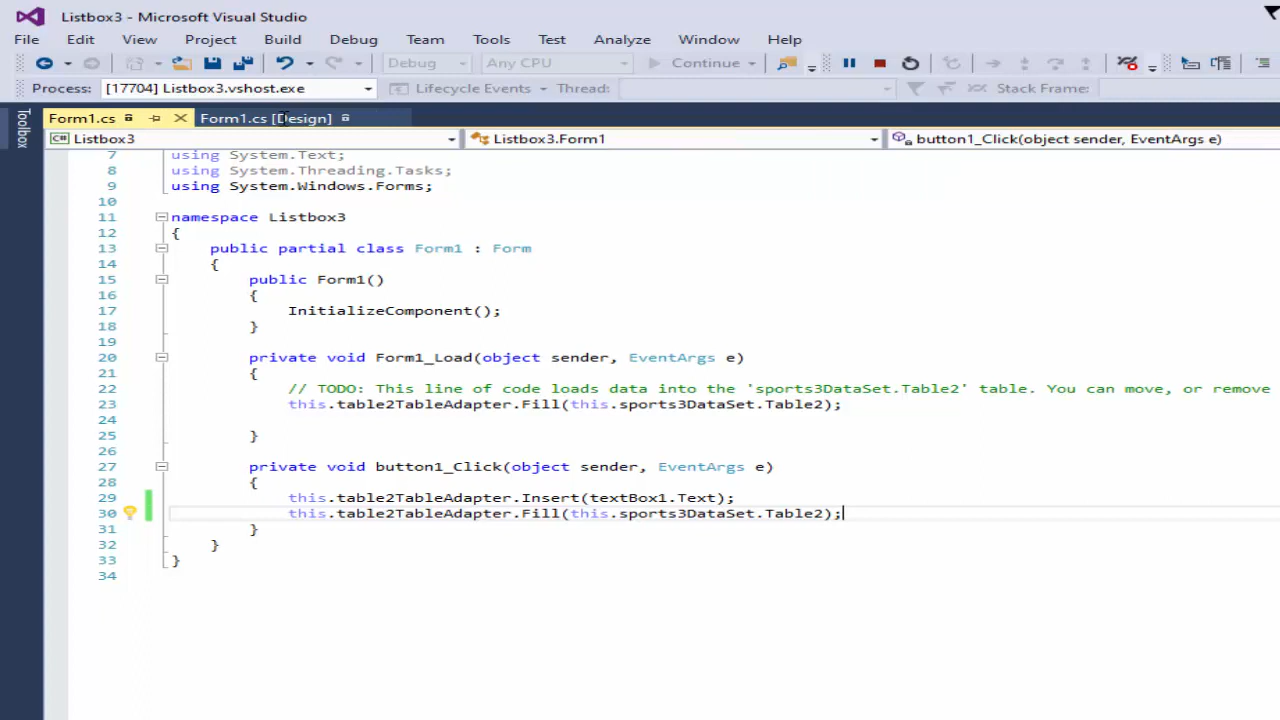 Listbox3 - Microsoft Visual Studio
File Edit View Project Build Debug Team Tools Test Analyze Window Help
Debug Any CPU Continue
Process: [17704] Listbox3.vshost.exe Lifecycle Events Thread: Stack Frame:
Toolbox
Form1.cs Form1.cs [Design]
C# Listbox3 Listbox3.Form1 button1_Click(object sender, EventArgs e)
7 using System.Text;
8 using System.Threading.Tasks;
9 using System.Windows.Forms;
10
11 namespace Listbox3
12 {
13 public partial class Form1 : Form
14 {
15 public Form1()
16 {
17 InitializeComponent();
18 }
19
20 private void Form1_Load(object sender, EventArgs e)
21 {
22 // TODO: This line of code loads data into the 'sports3DataSet.Table2' table. You can move, or remove
23 this.table2TableAdapter.Fill(this.sports3DataSet.Table2);
24
25 }
26
27 private void button1_Click(object sender, EventArgs e)
28 {
29 this.table2TableAdapter.Insert(textBox1.Text);
30 this.table2TableAdapter.Fill(this.sports3DataSet.Table2);
31 }
32 }
33 }
34